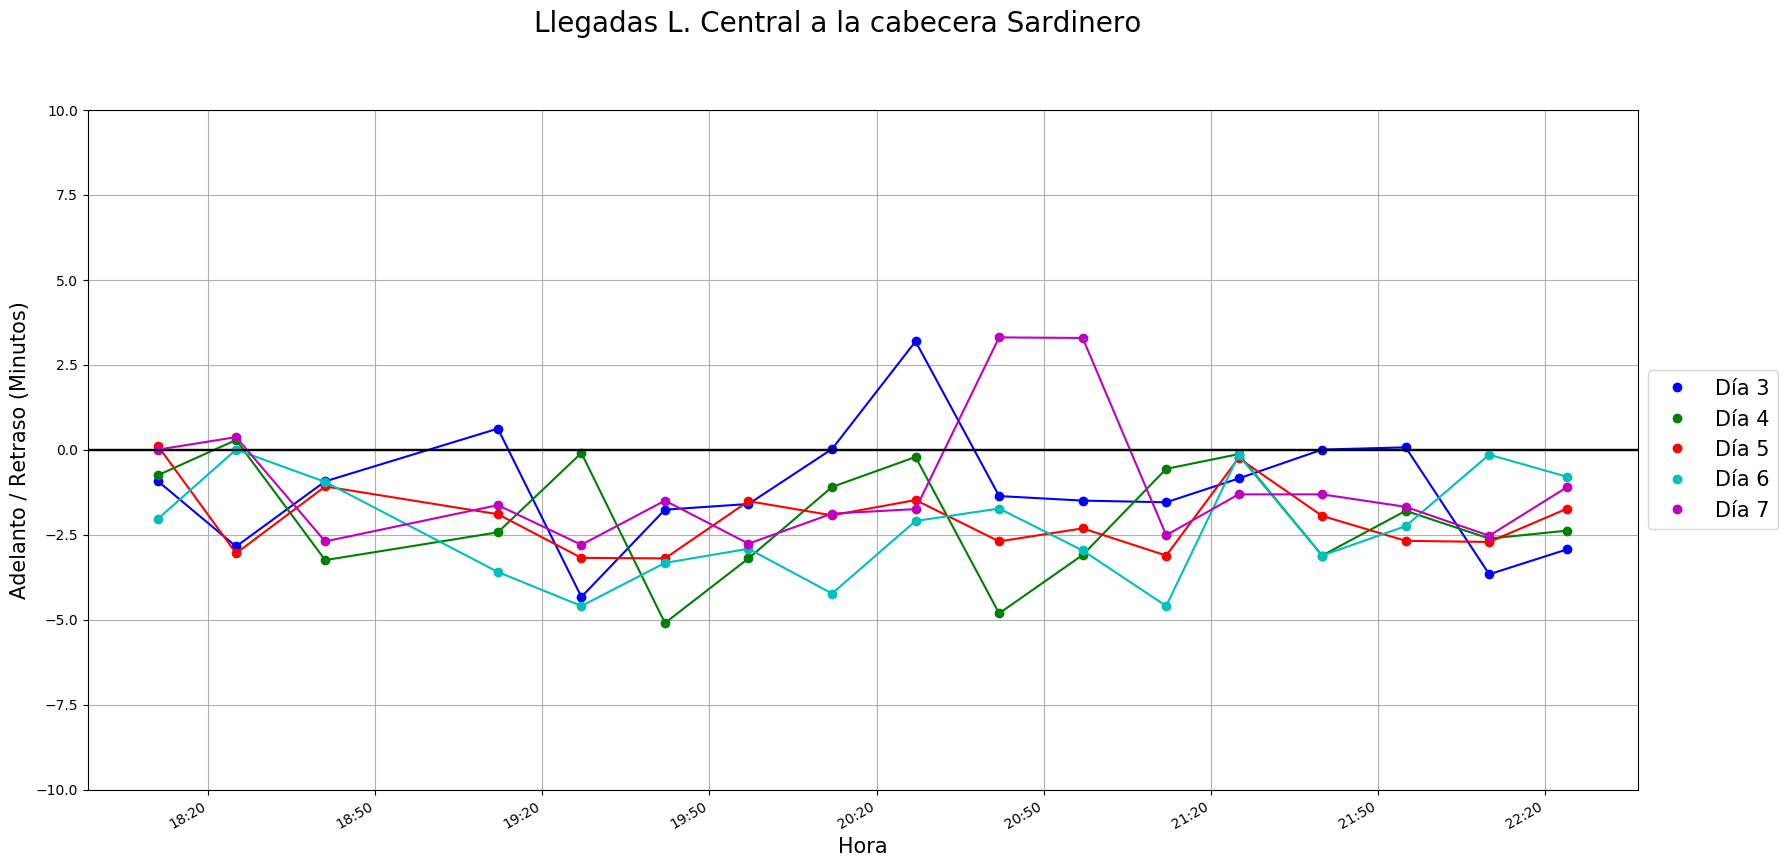 Llegadas L. Central a la cabecera Sardinero
Adelanto / Retraso (Minutos)
10.0
7.5
5.0
2.5
0.0
−2.5
−5.0
−7.5
−10.0
18:20 18:50 19:20 19:50 20:20 20:50 21:20 21:50 22:20
Hora
Día 3
Día 4
Día 5
Día 6
Día 7